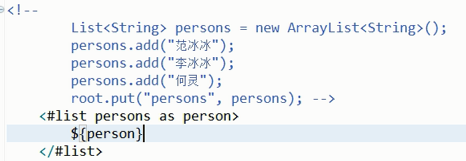 <!--
List<String> persons = new ArrayList<String>();
persons.add("范冰冰");
persons.add("李冰冰");
persons.add("何灵");
root.put("persons", persons); -->
<#list persons as person>
${person}
</#list>